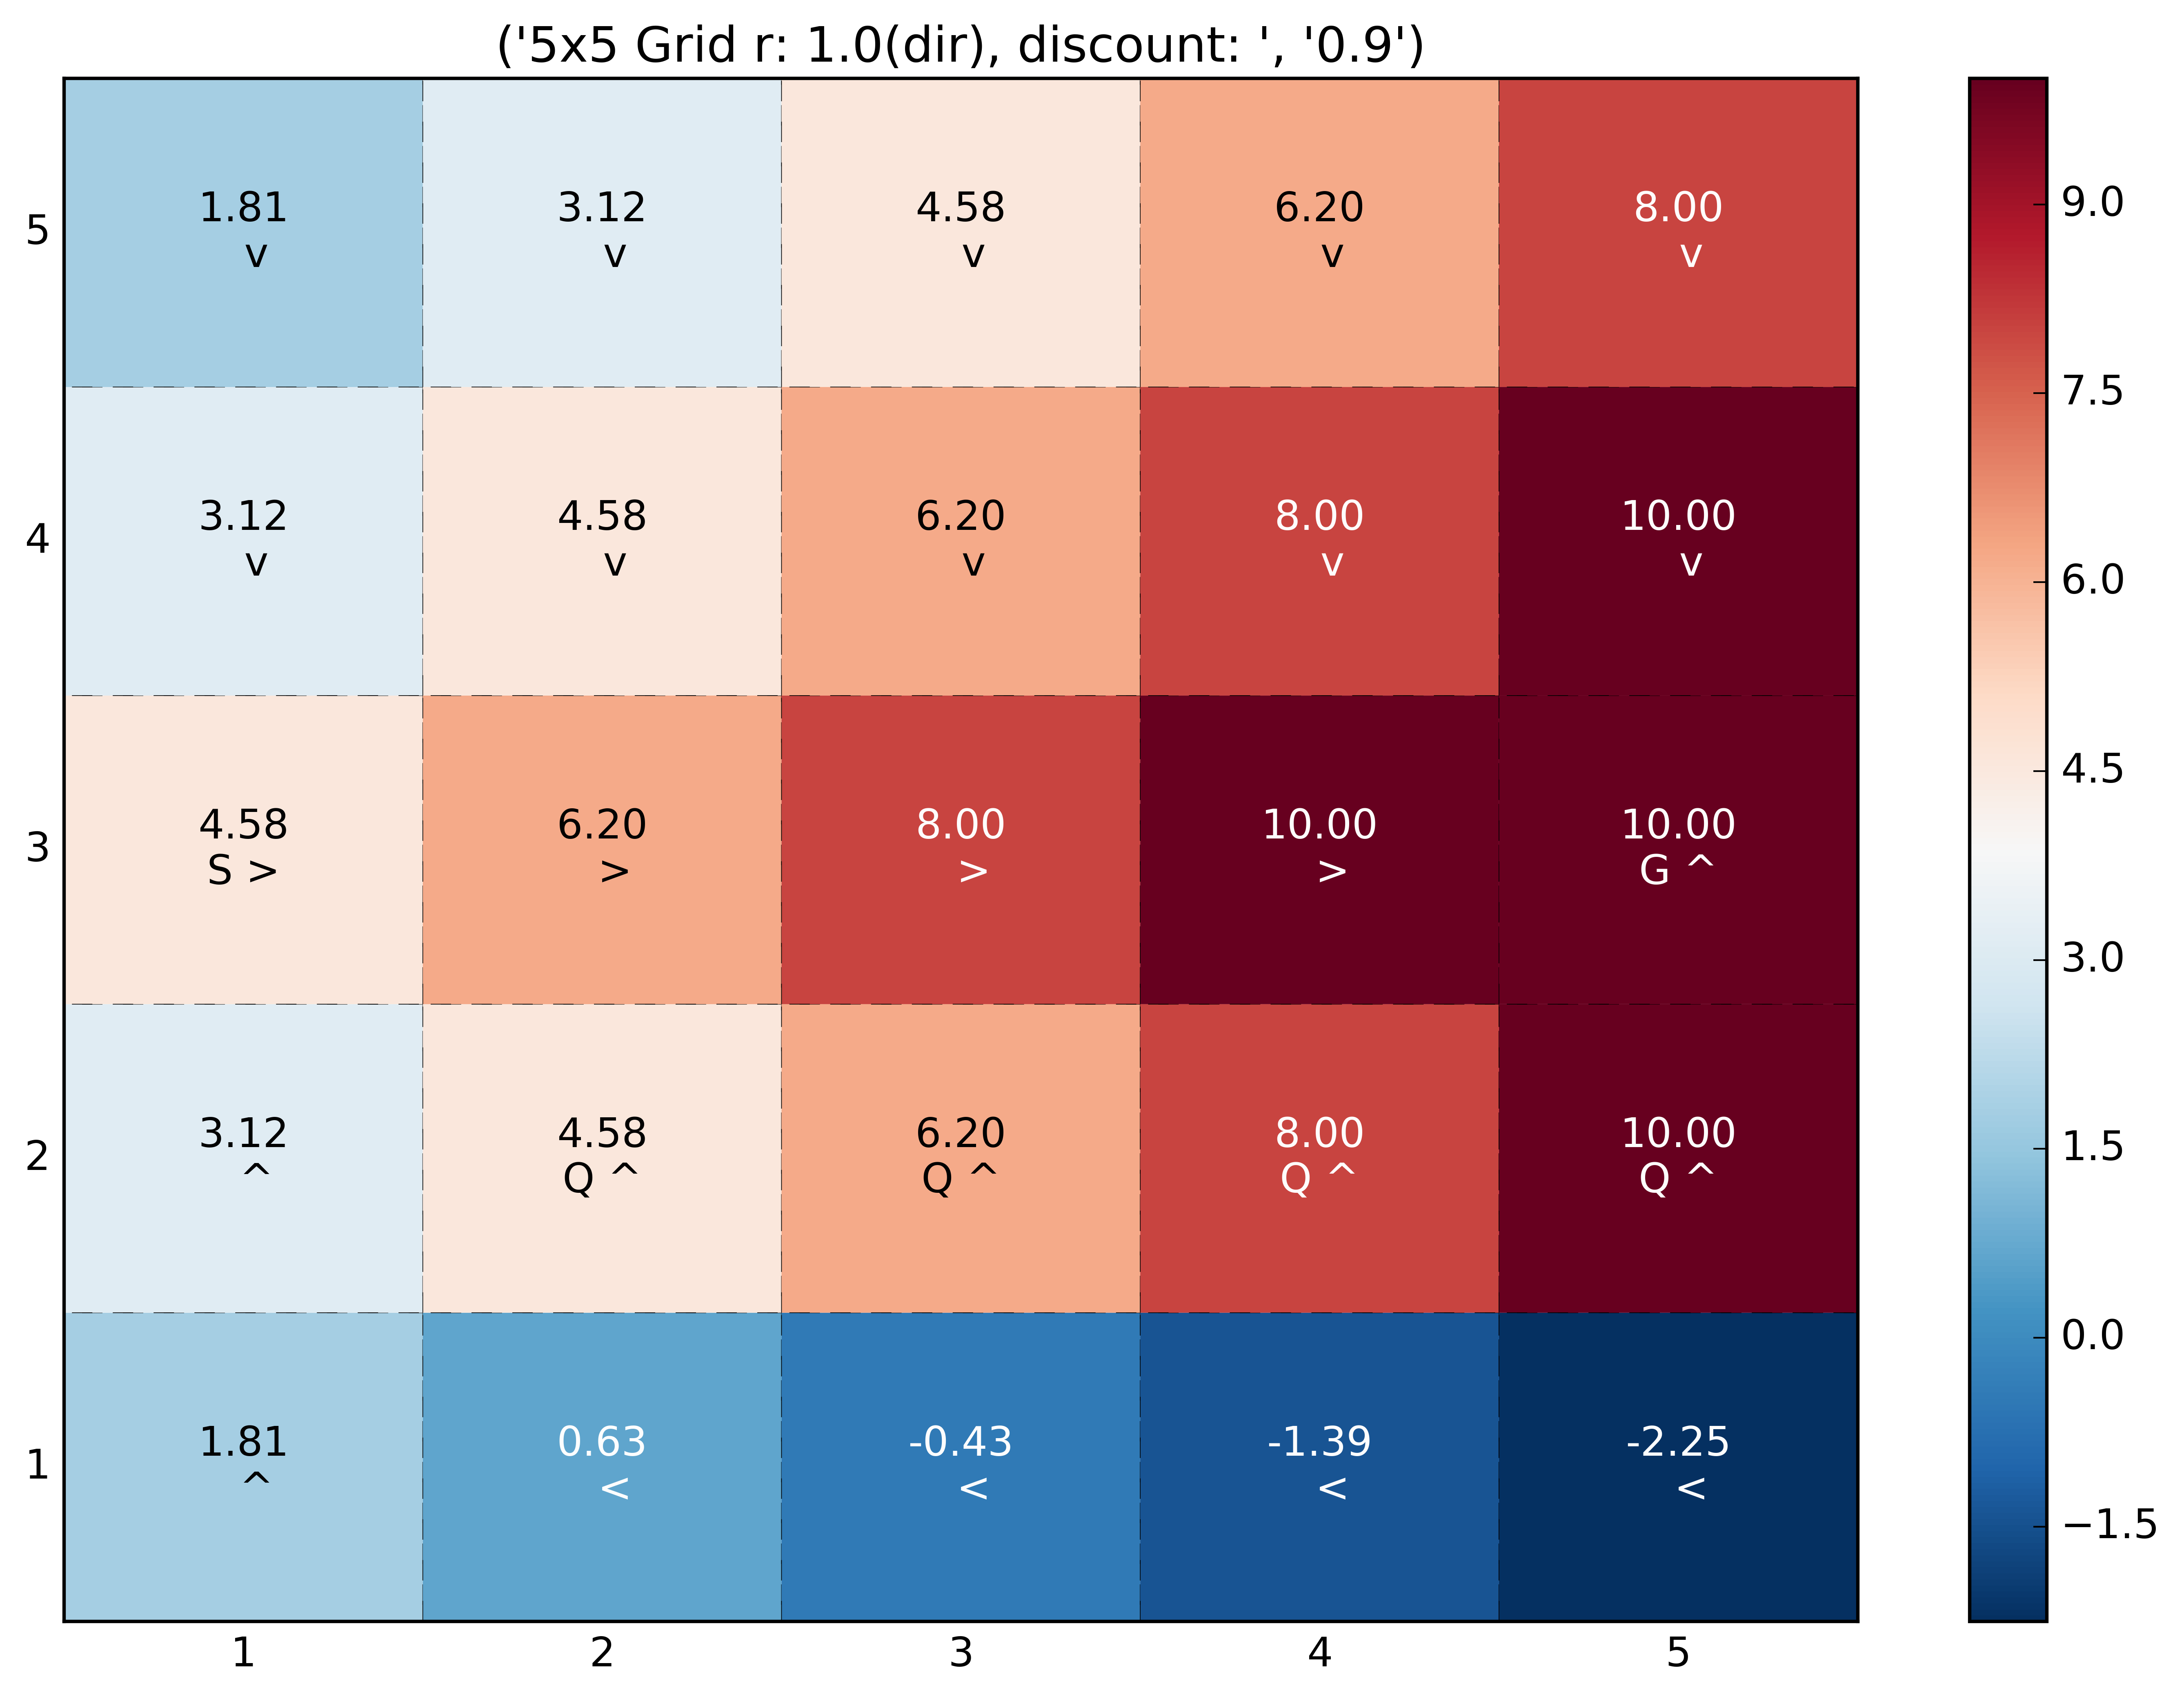 ('5x5 Grid r: 1.0(dir), discount: ', '0.9')
5 1.81 3.12 4.58 6.20 8.00 9.0
v v v v v
7.5
4 3.12 4.58 6.20 8.00 10.00 6.0
v v v v v
4.5
3 4.58 6.20 8.00 10.00 10.00
S > > > > G ^
3.0
2 3.12 4.58 6.20 8.00 10.00 1.5
^ Q ^ Q ^ Q ^ Q ^
0.0
1 1.81 0.63 -0.43 -1.39 -2.25
^ < < < <
−1.5
1 2 3 4 5